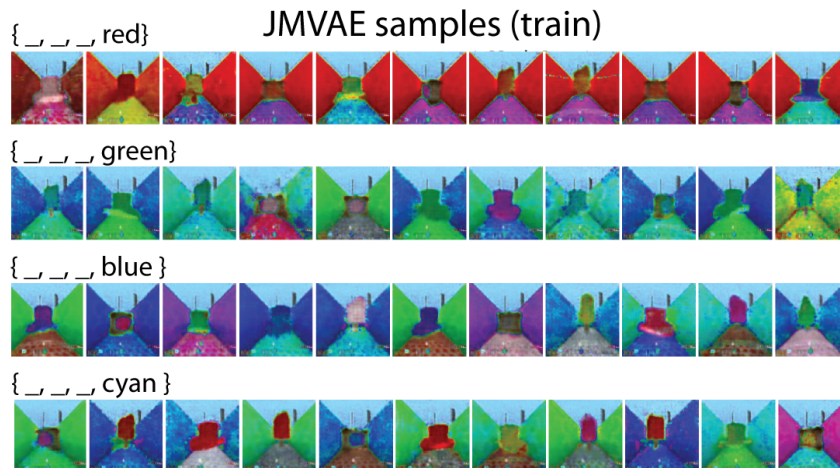 JMVAE samples (train)
{ _, _, _, red}
{ _, _, _, green}
{ _, _, _, blue }
{ _, _, _, cyan }